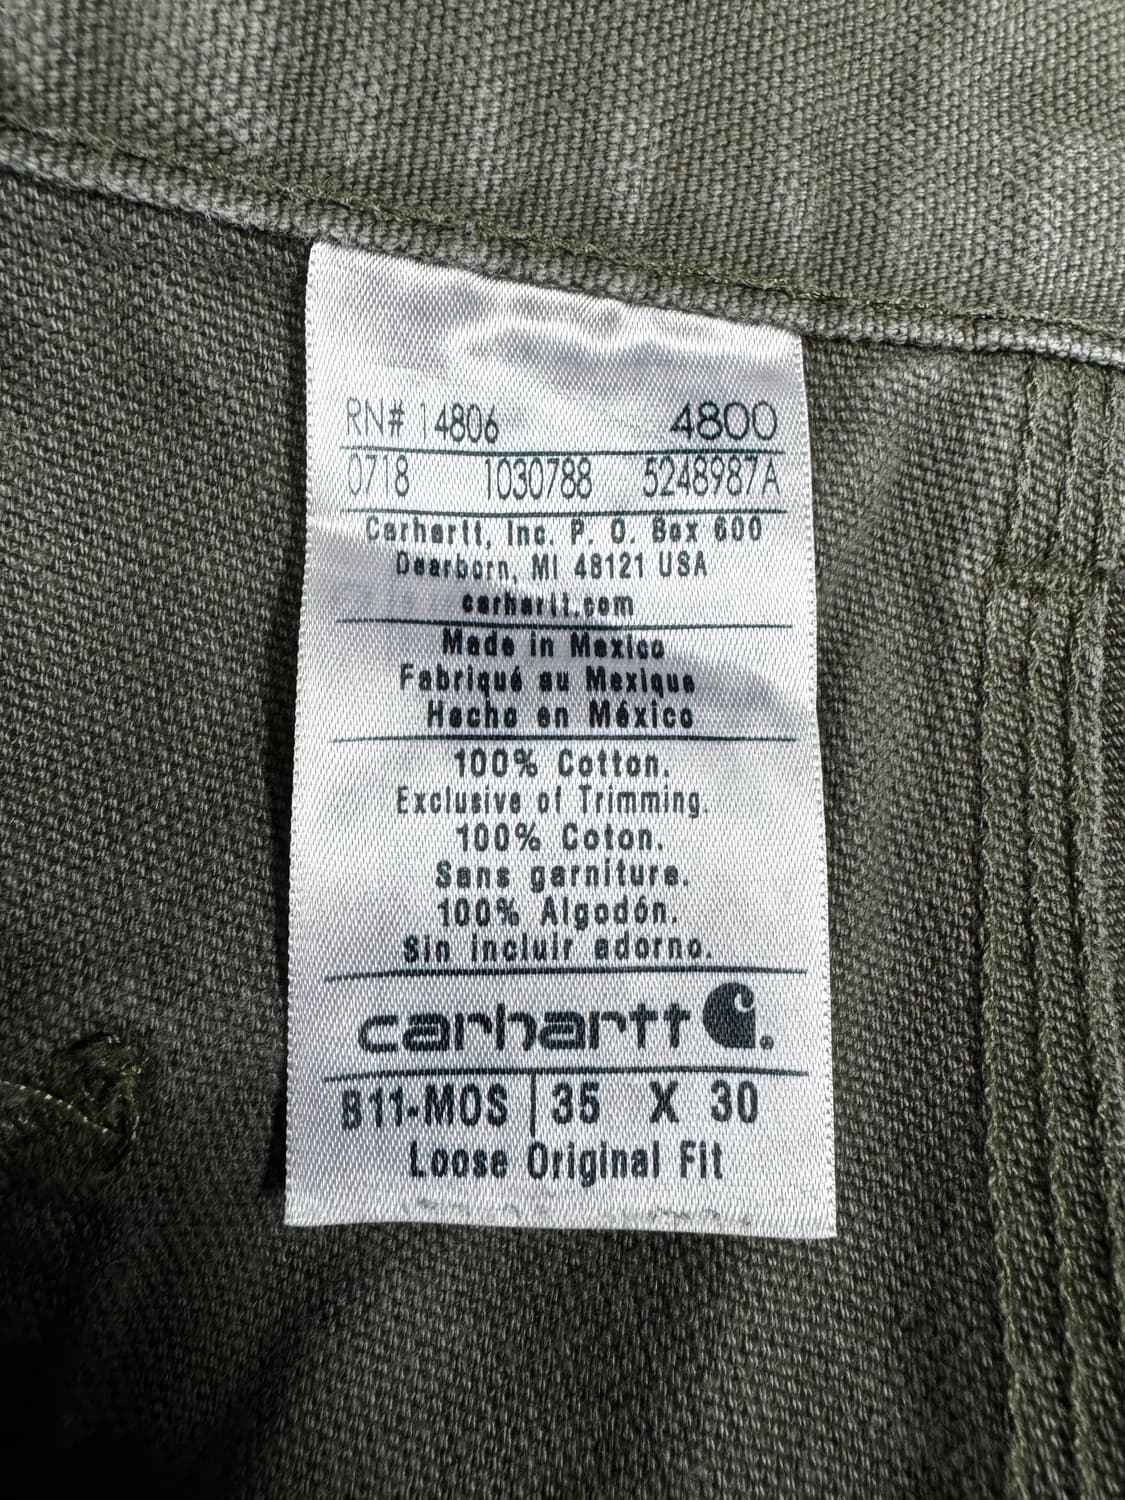 RN# 14806 4800
0718 1030788 5248987A
Carhartt, Inc. P. O. Box 600
Dearborn, MI 48121 USA
carhartt.com
Made in Mexico
Fabriqué au Mexique
Hecho en México
100% Cotton.
Exclusive of Trimming.
100% Coton.
Sans garniture.
100% Algodón.
Sin incluir adorno.
carhartt
B11-MOS 35 X 30
Loose Original Fit